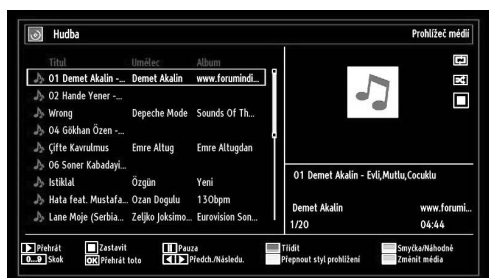 Hudba
Prohlížeč médií
Titul Umělec Album
01 Demet Akalin -... Demet Akalin www.forumindi...
02 Hande Yener -...
Wrong Depeche Mode Sounds Of Th...
04 Gökhan Özen -...
Çifte Kavrulmus Emre Altug Emre Altugdan
06 Soner Kabadayi...
Istiklal Özgün Yeni
Hata feat. Mustafa... Ozan Dogulu 130bpm
Lane Moje (Serbia... Zeljko Joksimo... Eurovision Son...
01 Demet Akalin - Evli,Mutlu,Cocuklu
Demet Akalin www.forumi...
1/20 04:44
Přehrát Zastavit Pauza Třídit Smyčka/Náhodné
0...9 Skok OK Přehrát toto Předch./Následu. Přepnout styl prohlížení Změnit média